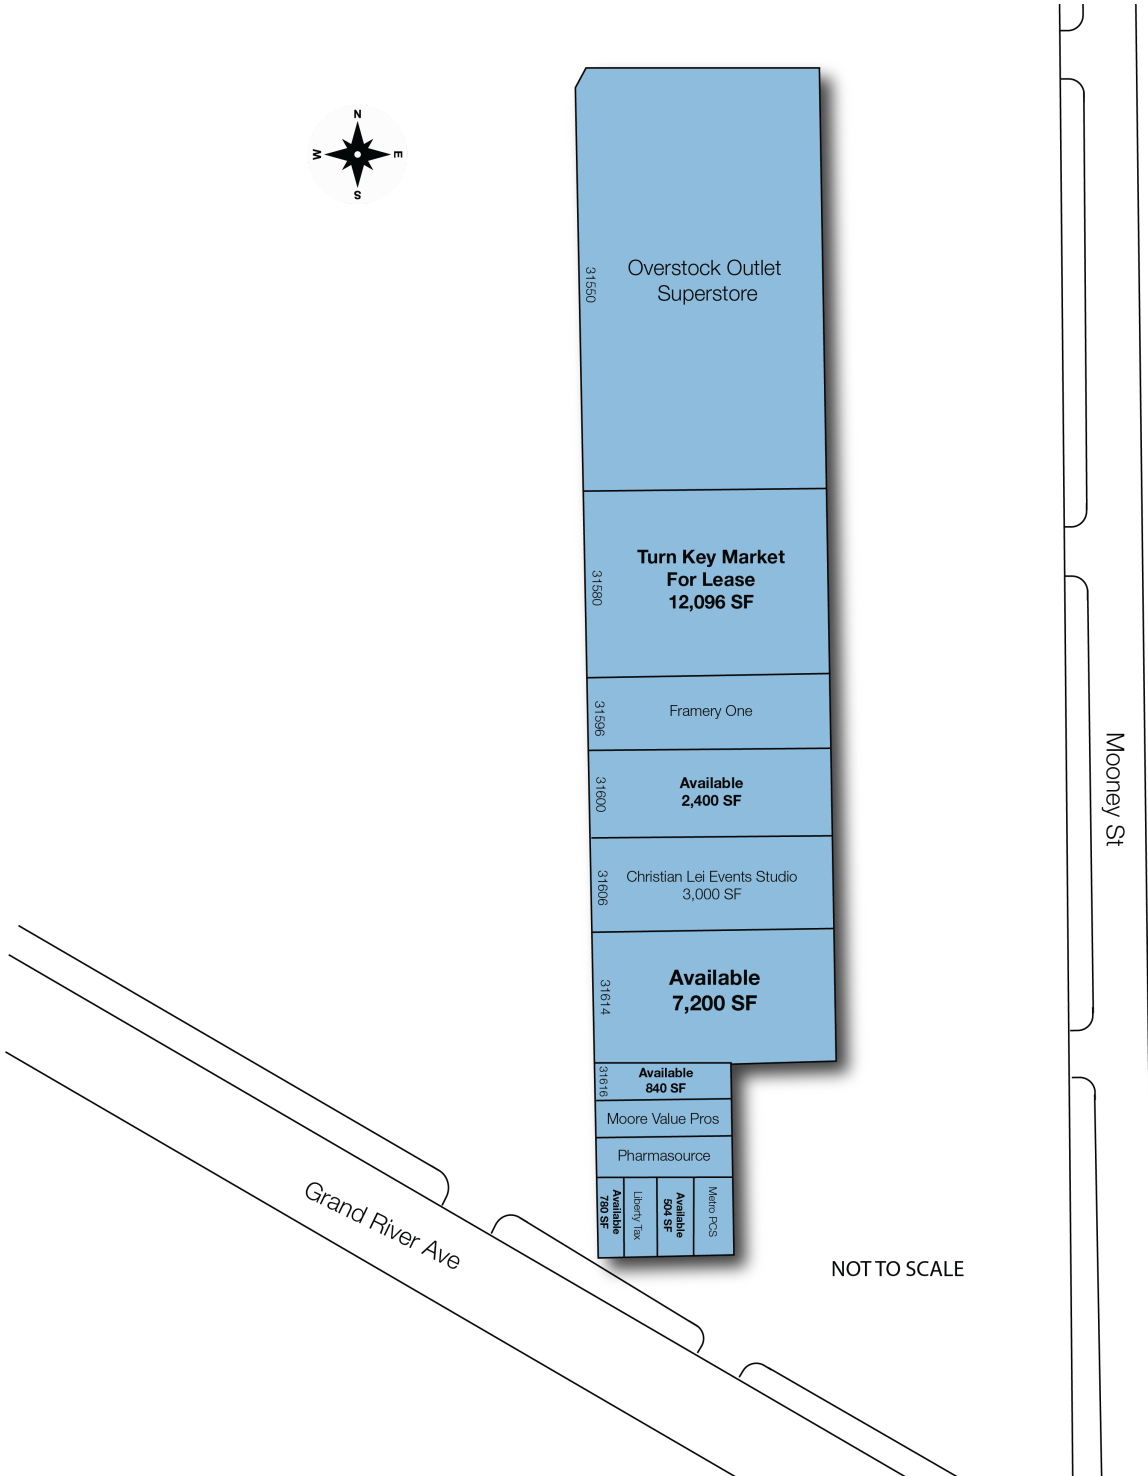 N
W
E
S
31550
Overstock Outlet
Superstore
31580
Turn Key Market
For Lease
12,096 SF
31596
Framery One
31600
Available
2,400 SF
31606
Christian Lei Events Studio
3,000 SF
31614
Available
7,200 SF
31616
Available
840 SF
Moore Value Pros
Pharmasource
Available
780 SF
Liberty Tax
Available
504 SF
Metro PCS
Mooney St
Grand River Ave
NOT TO SCALE